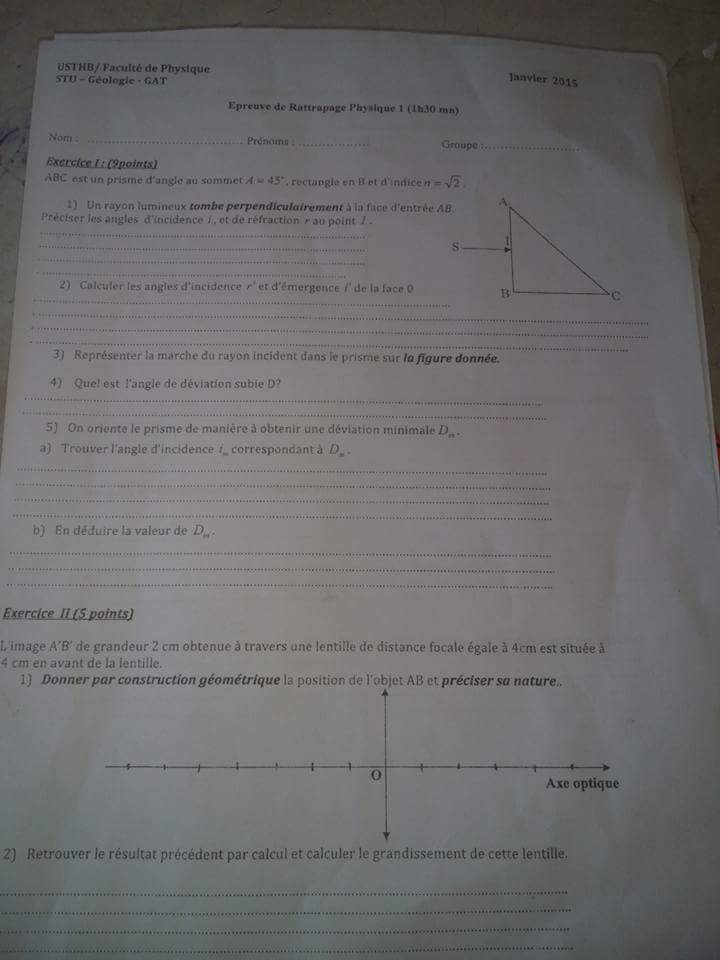 USTHB/ Faculté de Physique
STU – Géologie - GAT
Janvier 2015
Epreuve de Rattrapage Physique 1 (1h30 mn)
Nom : Prénoms : Groupe :
Exercice I : (9points)
ABC est un prisme d'angle au sommet A = 45°, rectangle en B et d'indice n = √2.
1) Un rayon lumineux tombe perpendiculairement à la face d'entrée AB.
Préciser les angles d'incidence i, et de réfraction r au point I.
A
S
I
B
C
2) Calculer les angles d'incidence r' et d'émergence i' de la face 0
3) Représenter la marche du rayon incident dans le prisme sur la figure donnée.
4) Quel est l'angle de déviation subie D?
5) On oriente le prisme de manière à obtenir une déviation minimale Dm.
a) Trouver l'angle d'incidence im correspondant à Dm.
b) En déduire la valeur de Dm.
Exercice II (5 points)
L'image A'B' de grandeur 2 cm obtenue à travers une lentille de distance focale égale à 4cm est située à
4 cm en avant de la lentille.
1) Donner par construction géométrique la position de l'objet AB et préciser sa nature..
O
Axe optique
2) Retrouver le résultat précédent par calcul et calculer le grandissement de cette lentille.